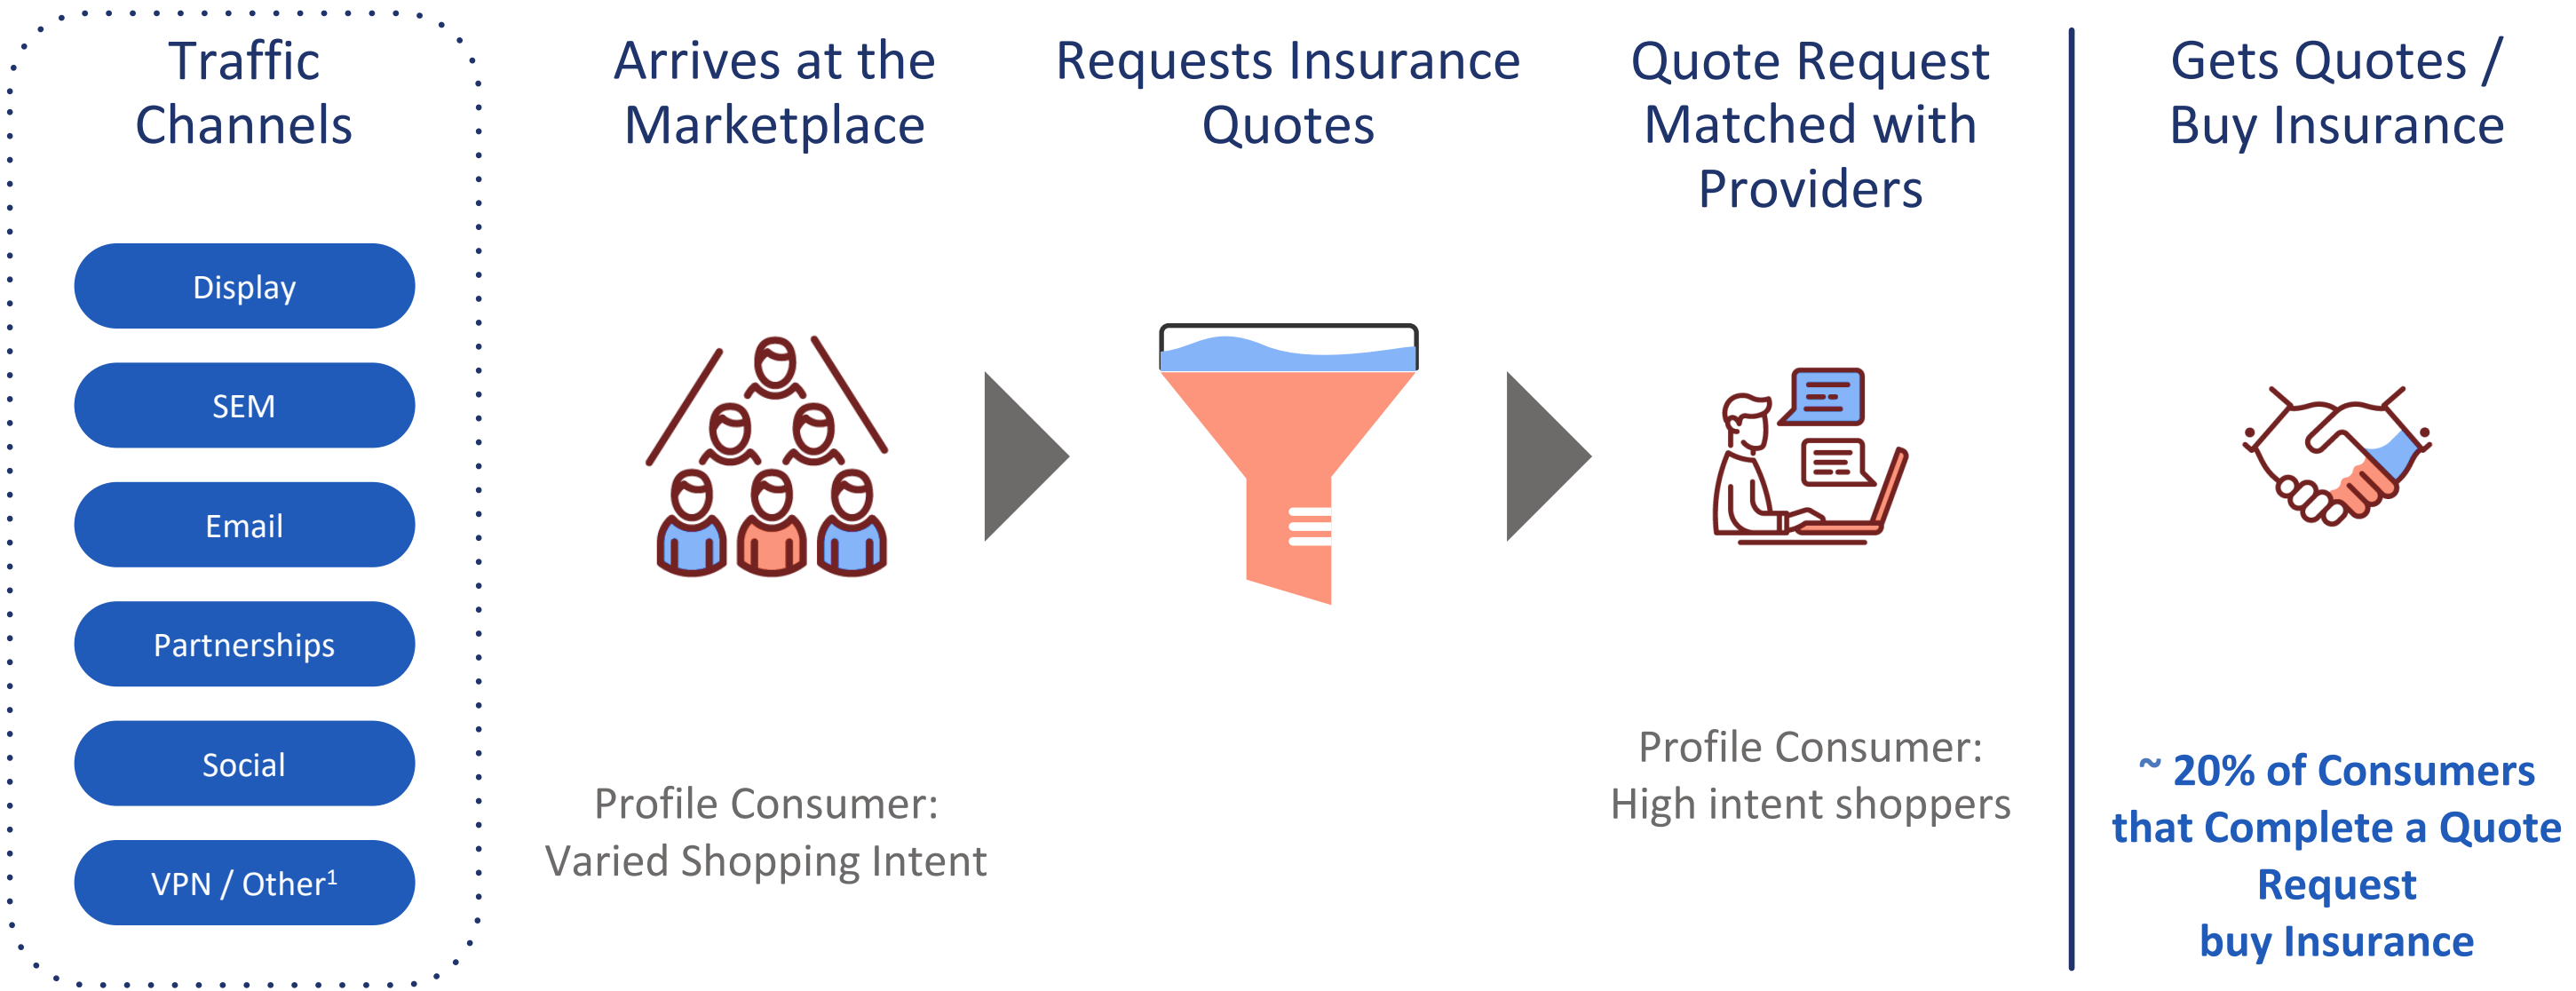 Traffic
Channels
Display
SEM
Email
Partnerships
Social
VPN / Other¹
Arrives at the
Marketplace
Profile Consumer:
Varied Shopping Intent
Requests Insurance
Quotes
Quote Request
Matched with
Providers
Profile Consumer:
High intent shoppers
Gets Quotes /
Buy Insurance
~ 20% of Consumers
that Complete a Quote
Request
buy Insurance